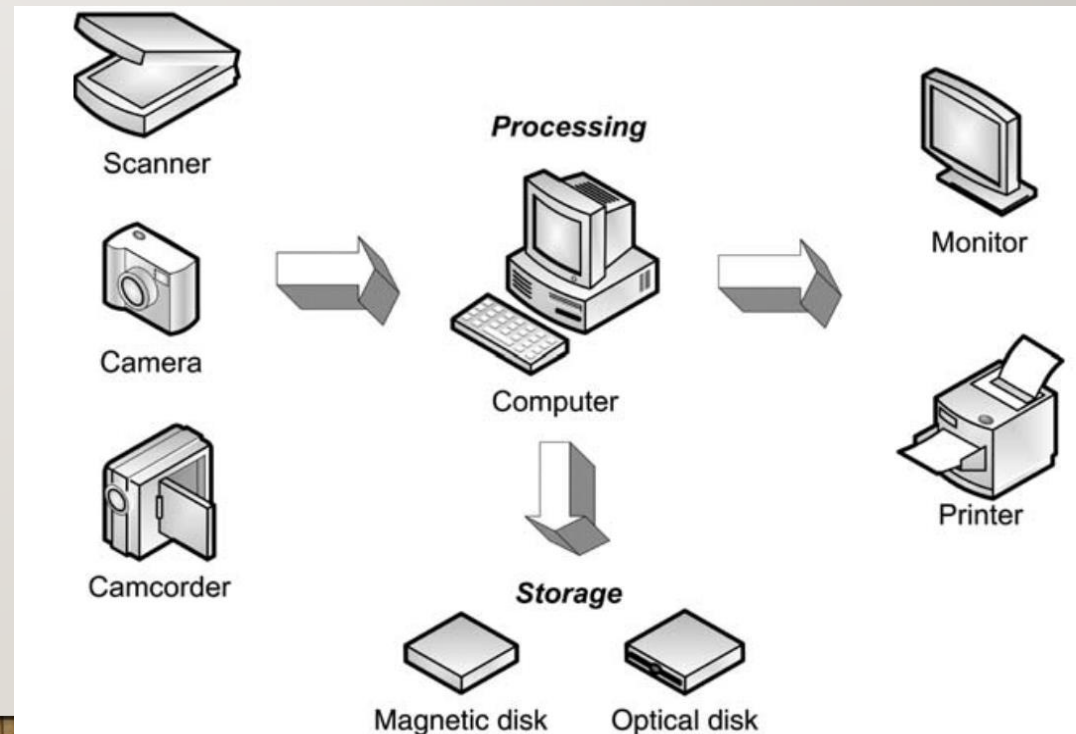 Scanner
Camera
Camcorder
Processing
Computer
Storage
Magnetic disk Optical disk
Monitor
Printer